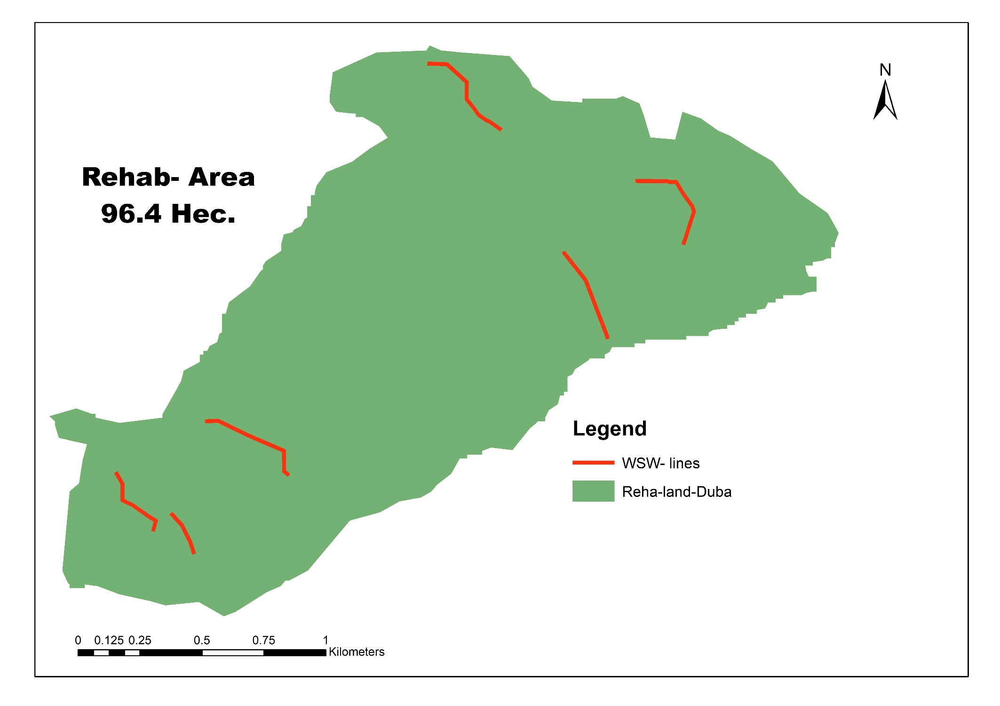 N
Rehab- Area
96.4 Hec.
Legend
WSW- lines
Reha-land-Duba
0 0.125 0.25 0.5 0.75 1
Kilometers